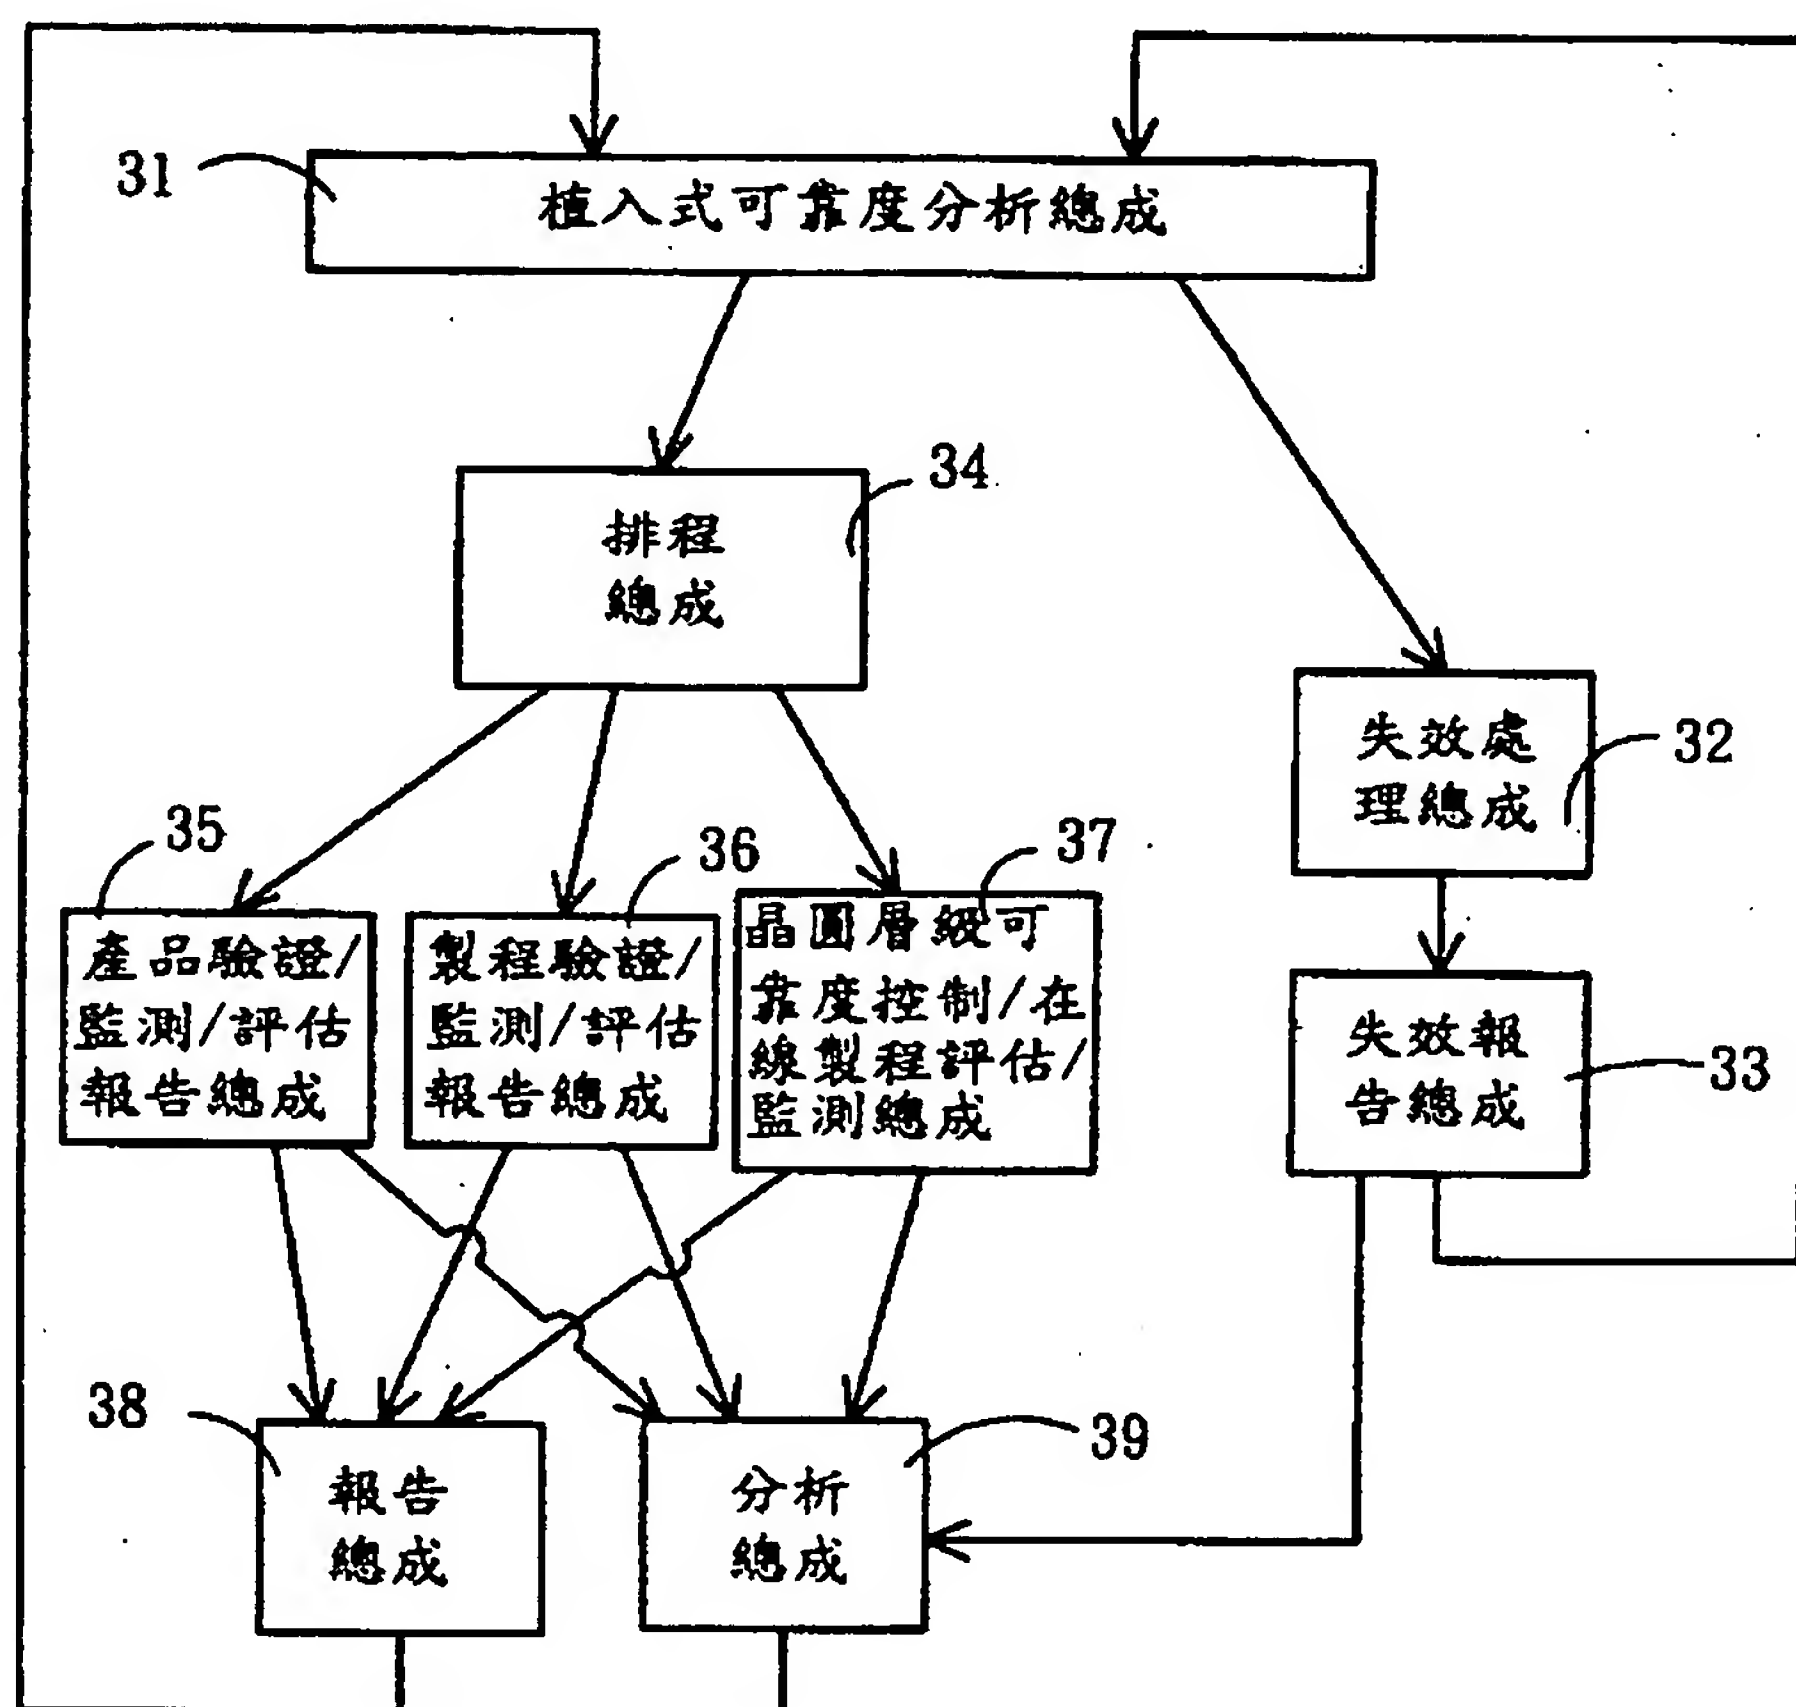 31
植入式可靠度分析總成
34
排程
總成
失效處
理總成
32
35
36
37
產品驗證/
監測/評估
報告總成
製程驗證/
監測/評估
報告總成
晶圓層級可
靠度控制/在
線製程評估/
監測總成
失效報
告總成
33
38
報告
總成
分析
總成
39